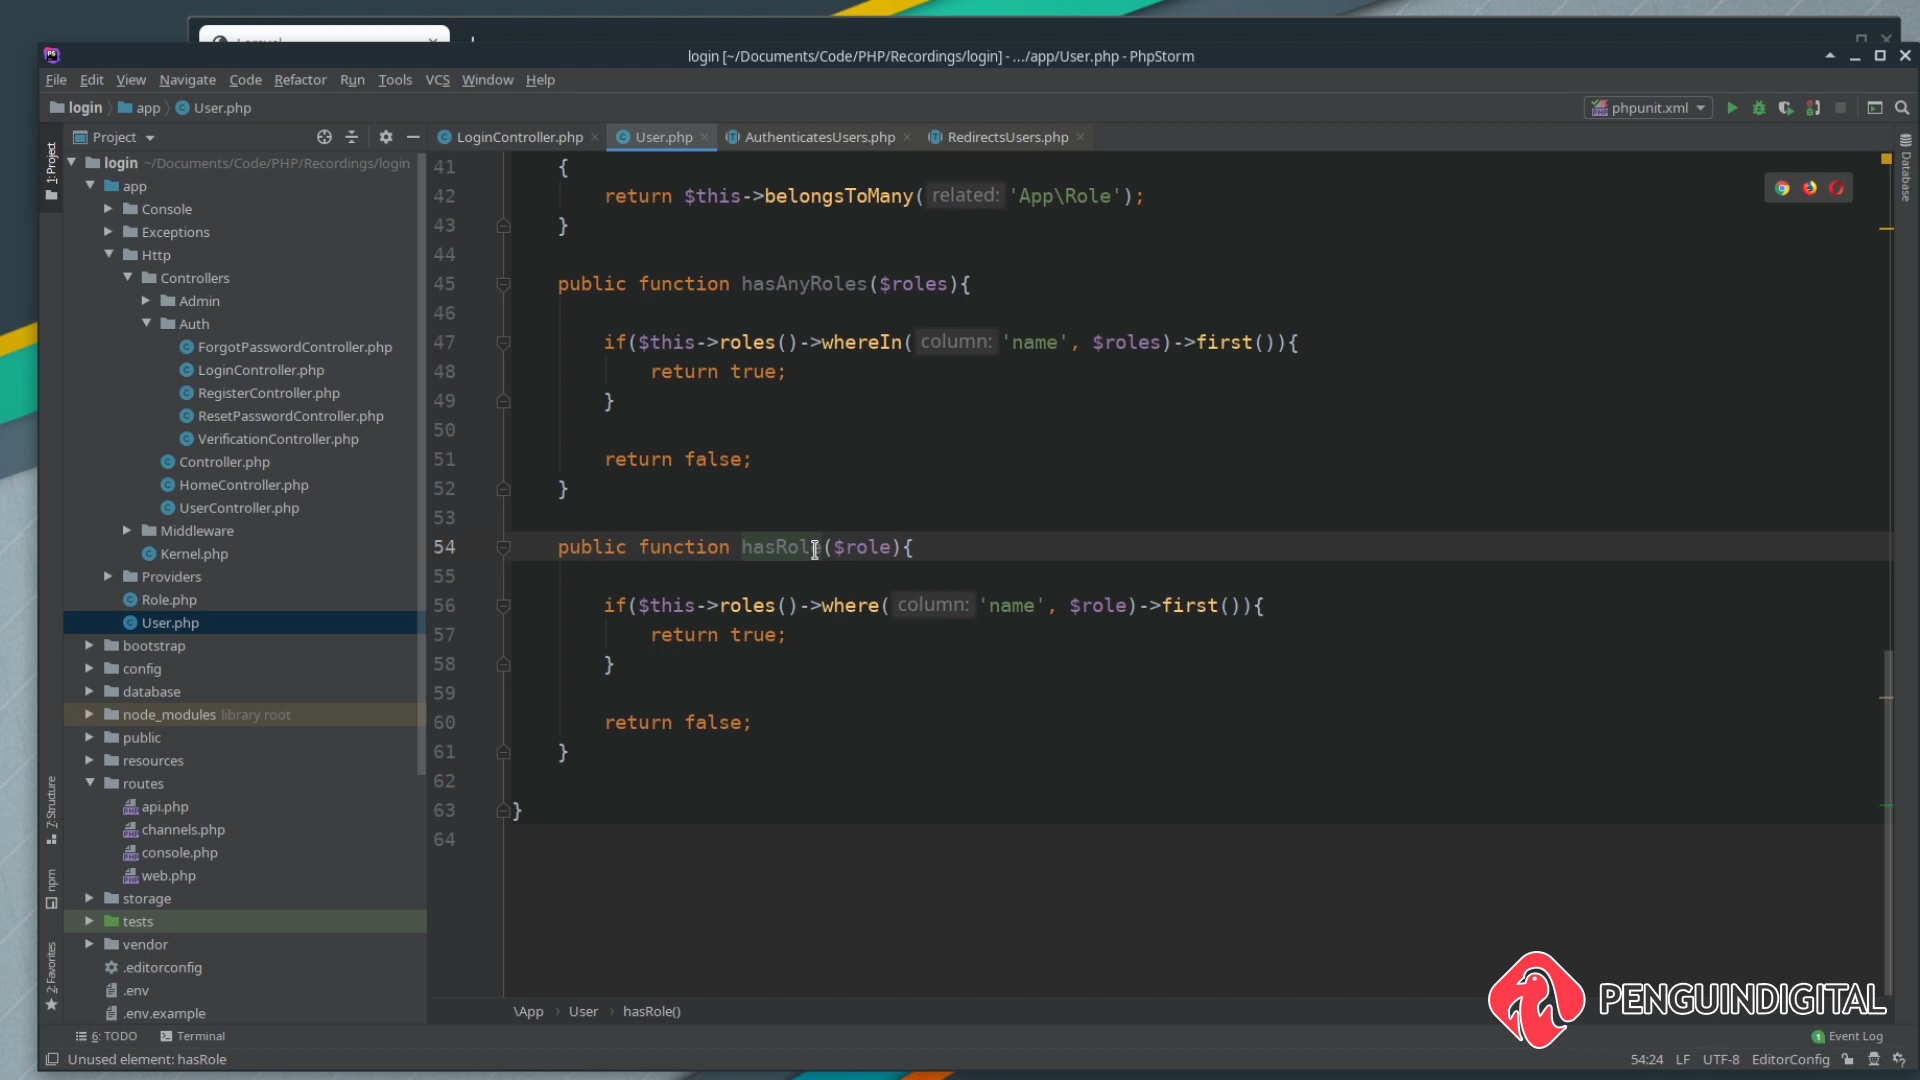 login [~/Documents/Code/PHP/Recordings/login] - .../app/User.php - PhpStorm
File Edit View Navigate Code Refactor Run Tools VCS Window Help
login app User.php
phpunit.xml
Project
LoginController.php User.php AuthenticatesUsers.php RedirectsUsers.php
1: Project
Database
login ~/Documents/Code/PHP/Recordings/login
app
Console
Exceptions
Http
Controllers
Admin
Auth
ForgotPasswordController.php
LoginController.php
RegisterController.php
ResetPasswordController.php
VerificationController.php
Controller.php
HomeController.php
UserController.php
Middleware
Kernel.php
Providers
Role.php
User.php
bootstrap
config
database
node_modules library root
public
resources
routes
api.php
channels.php
console.php
web.php
storage
tests
vendor
.editorconfig
.env
.env.example
7: Structure
npm
2: Favorites
41 {
42 return $this->belongsToMany( related: 'App\Role');
43 }
44
45 public function hasAnyRoles($roles){
46
47 if($this->roles()->whereIn( column: 'name', $roles)->first()){
48 return true;
49 }
50
51 return false;
52 }
53
54 public function hasRole($role){
55
56 if($this->roles()->where( column: 'name', $role)->first()){
57 return true;
58 }
59
60 return false;
61 }
62
63 }
64
\App › User › hasRole()
PENGUINDIGITAL
6: TODO Terminal
1 Event Log
Unused element: hasRole
54:24 LF UTF-8 EditorConfig